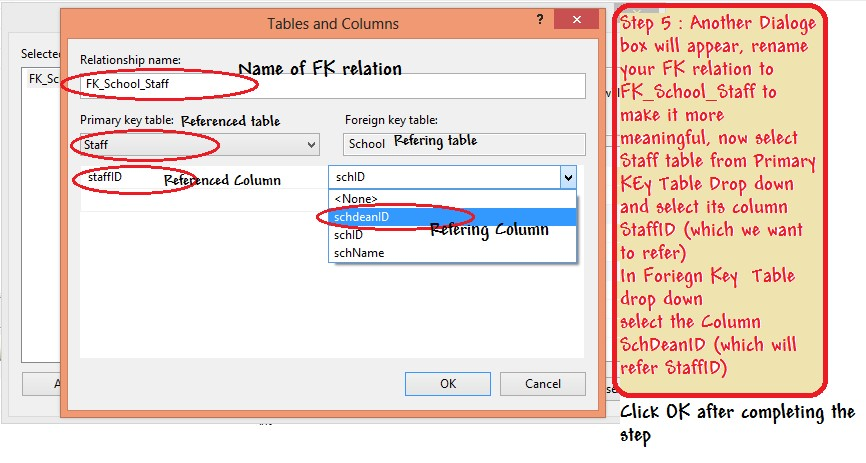 Tables and Columns
?
Selected
FK_Sc
Relationship name:
Name of FK relation
FK_School_Staff
Primary key table:
Referenced table
Foreign key table:
Staff
School
Refering table
staffID
Referenced Column
schID
<None>
schdeanID
schID
schName
Refering Column
A
OK
Cancel
Step 5 : Another Dialoge
box will appear, rename
your FK relation to
FK_School_Staff to
make it more
meaningful, now select
Staff table from Primary
KEy Table Drop down
and select its column
StaffID (which we want
to refer)
In Foriegn Key Table
drop down
select the Column
SchDeanID (which will
refer StaffID)
Click OK after completing the
step